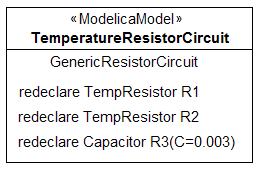 «ModelicaModel»
TemperatureResistorCircuit
GenericResistorCircuit
redeclare TempResistor R1
redeclare TempResistor R2
redeclare Capacitor R3(C=0.003)